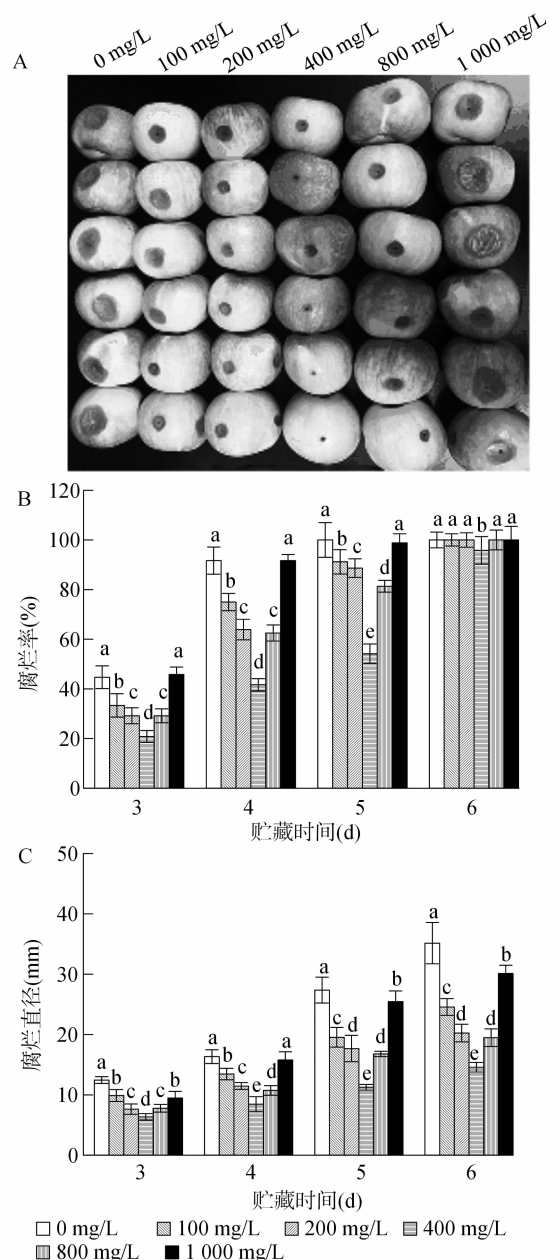 A
0 mg/L 100 mg/L 200 mg/L 400 mg/L 800 mg/L 1 000 mg/L
B
120
100
80
60
40
20
0
腐烂率(%)
a b c d c a
a b c d c a
a b c e d a
a a a b a a
3 4 5 6
贮藏时间(d)
C
50
40
30
20
10
0
腐烂直径(mm)
a b c d c b
a b c e d a
a c d e d b
a c d e d b
3 4 5 6
贮藏时间(d)
0 mg/L 100 mg/L 200 mg/L 400 mg/L
800 mg/L 1 000 mg/L